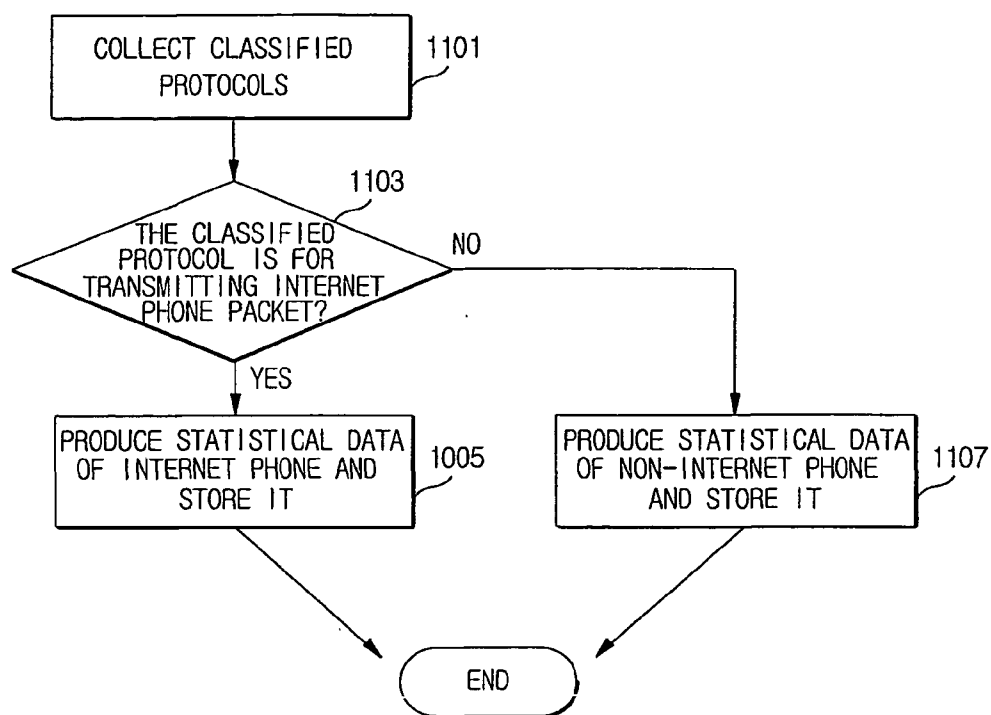 COLLECT CLASSIFIED
PROTOCOLS
1101
1103
THE CLASSIFIED
PROTOCOL IS FOR
TRANSMITTING INTERNET
PHONE PACKET?
NO
YES
PRODUCE STATISTICAL DATA
OF INTERNET PHONE AND
STORE IT
1005
PRODUCE STATISTICAL DATA
OF NON-INTERNET PHONE
AND STORE IT
1107
END